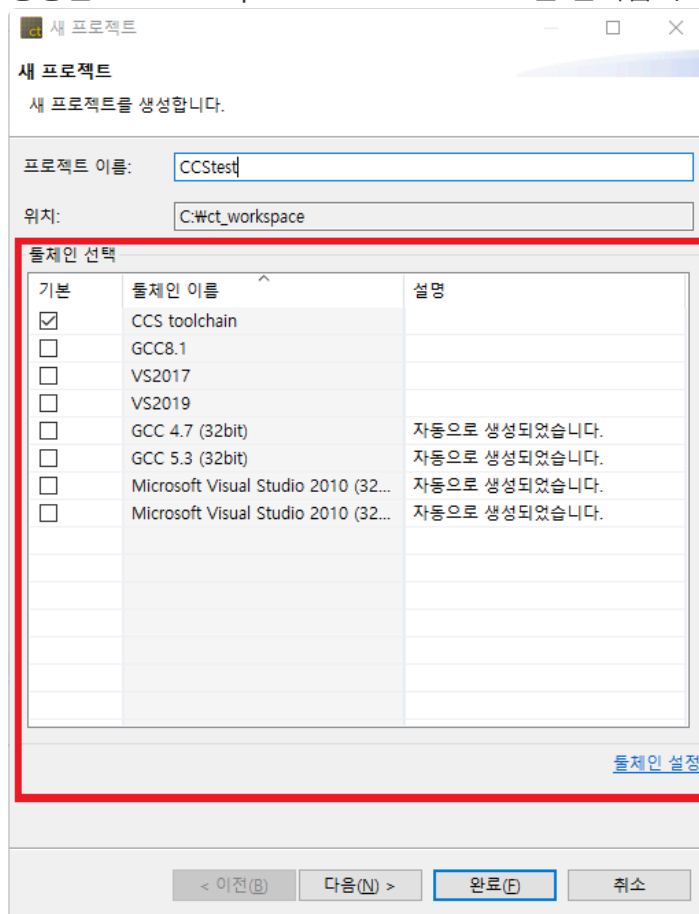 ct 새 프로젝트
새 프로젝트
새 프로젝트를 생성합니다.
프로젝트 이름: CCStest
위치: C:₩ct_workspace
툴체인 선택
기본 툴체인 이름 설명
CCS toolchain
GCC8.1
VS2017
VS2019
GCC 4.7 (32bit) 자동으로 생성되었습니다.
GCC 5.3 (32bit) 자동으로 생성되었습니다.
Microsoft Visual Studio 2010 (32... 자동으로 생성되었습니다.
Microsoft Visual Studio 2010 (32... 자동으로 생성되었습니다.
툴체인 설정
< 이전(B) 다음(N) > 완료(F) 취소